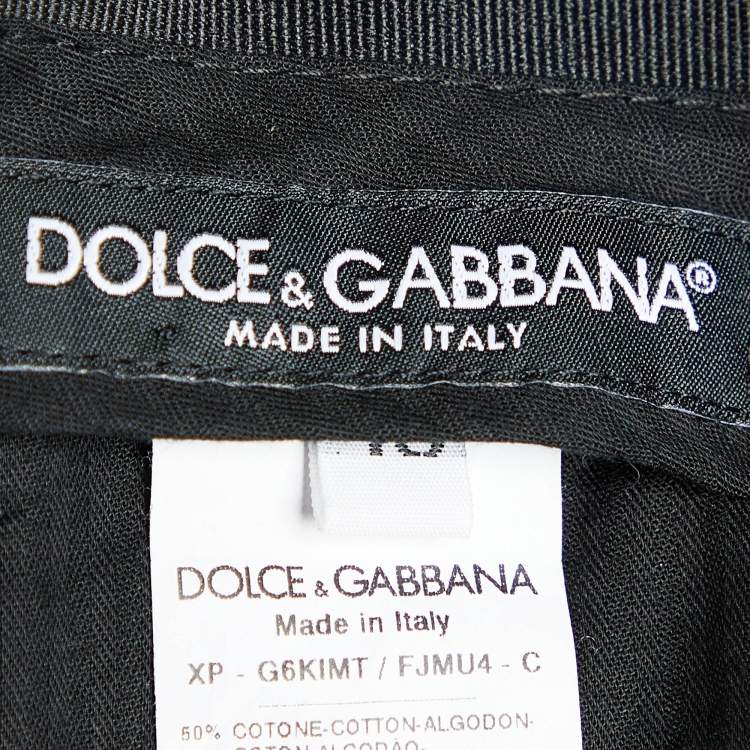 DOLCE & GABBANA®
MADE IN ITALY
DOLCE & GABBANA
Made in Italy
XP - G6KIMT / FJMU4 - C
50% COTONE-COTTON-ALGODON-